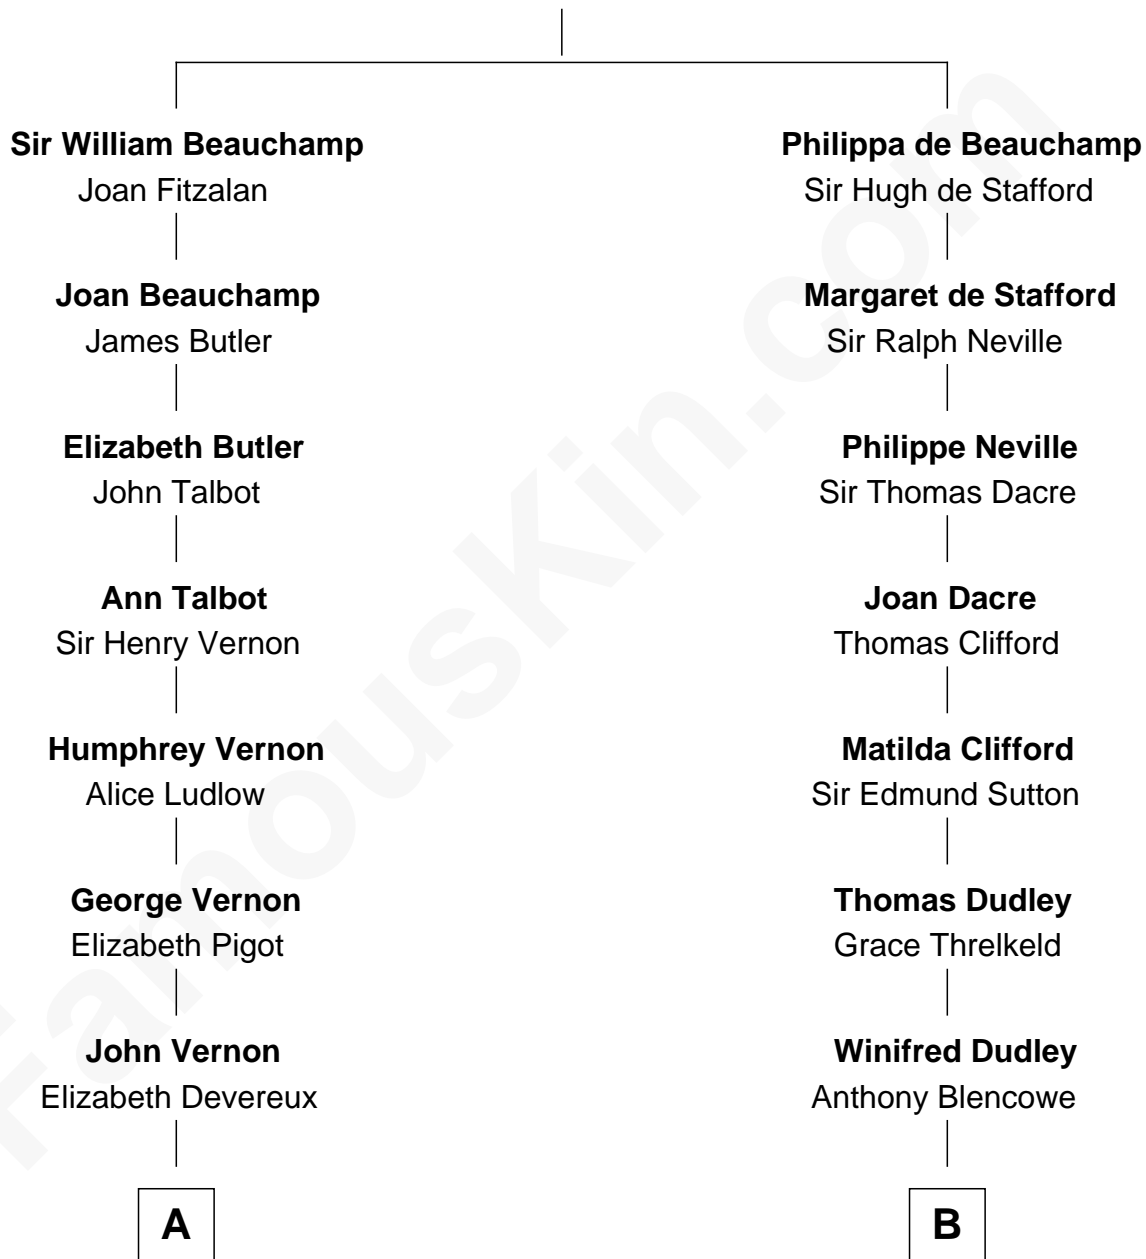 Sir William Beauchamp
Joan Fitzalan
Joan Beauchamp
James Butler
Elizabeth Butler
John Talbot
Ann Talbot
Sir Henry Vernon
Humphrey Vernon
Alice Ludlow
George Vernon
Elizabeth Pigot
John Vernon
Elizabeth Devereux
A
Philippa de Beauchamp
Sir Hugh de Stafford
Margaret de Stafford
Sir Ralph Neville
Philippe Neville
Sir Thomas Dacre
Joan Dacre
Thomas Clifford
Matilda Clifford
Sir Edmund Sutton
Thomas Dudley
Grace Threlkeld
Winifred Dudley
Anthony Blencowe
B
FamousKin.com